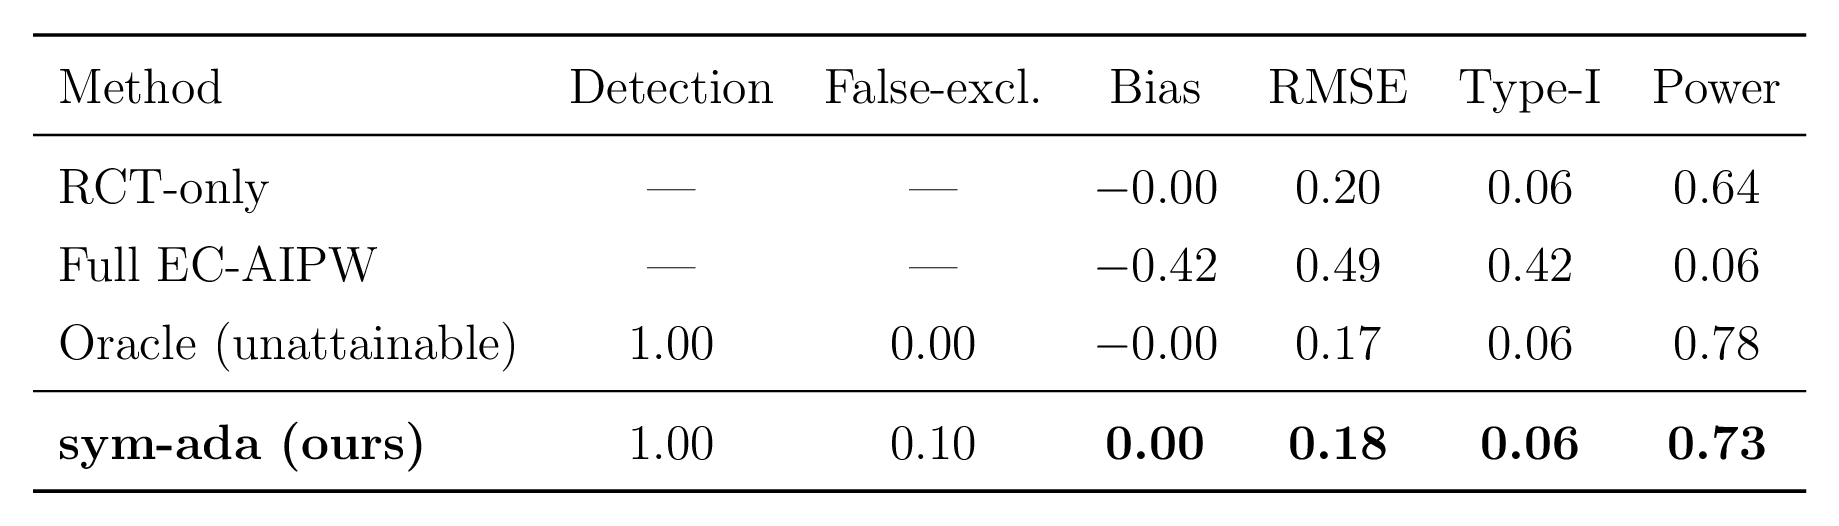 Method Detection False-excl. Bias RMSE Type-I Power
RCT-only — — −0.00 0.20 0.06 0.64
Full EC-AIPW — — −0.42 0.49 0.42 0.06
Oracle (unattainable) 1.00 0.00 −0.00 0.17 0.06 0.78
sym-ada (ours) 1.00 0.10 0.00 0.18 0.06 0.73